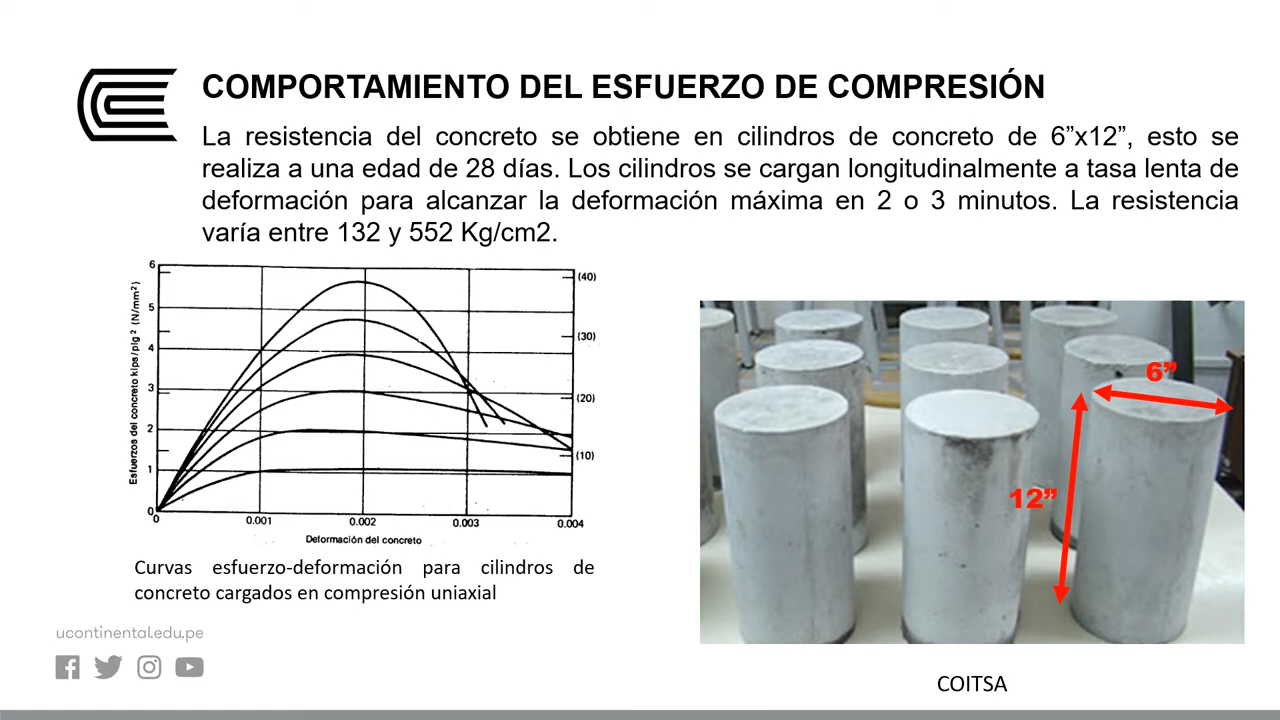 COMPORTAMIENTO DEL ESFUERZO DE COMPRESIÓN
La resistencia del concreto se obtiene en cilindros de concreto de 6”x12”, esto se
realiza a una edad de 28 días. Los cilindros se cargan longitudinalmente a tasa lenta de
deformación para alcanzar la deformación máxima en 2 o 3 minutos. La resistencia
varía entre 132 y 552 Kg/cm2.
Esfuerzos del concreto kips/plg² (N/mm²)
6
5
4
3
2
1
0
(40)
(30)
(20)
(10)
0 0.001 0.002 0.003 0.004
Deformación del concreto
6”
12”
Curvas esfuerzo-deformación para cilindros de
concreto cargados en compresión uniaxial
ucontinental.edu.pe
COITSA